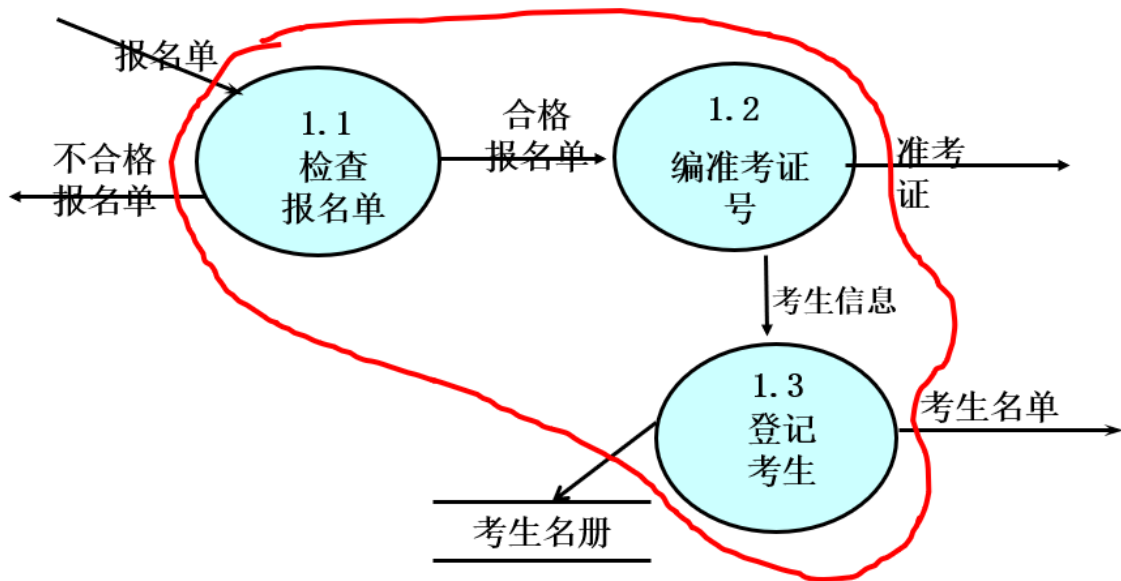 报名单
1.1
检查
报名单
不合格
报名单
合格
报名单
1.2
编准考证
号
准考
证
考生信息
1.3
登记
考生
考生名单
考生名册